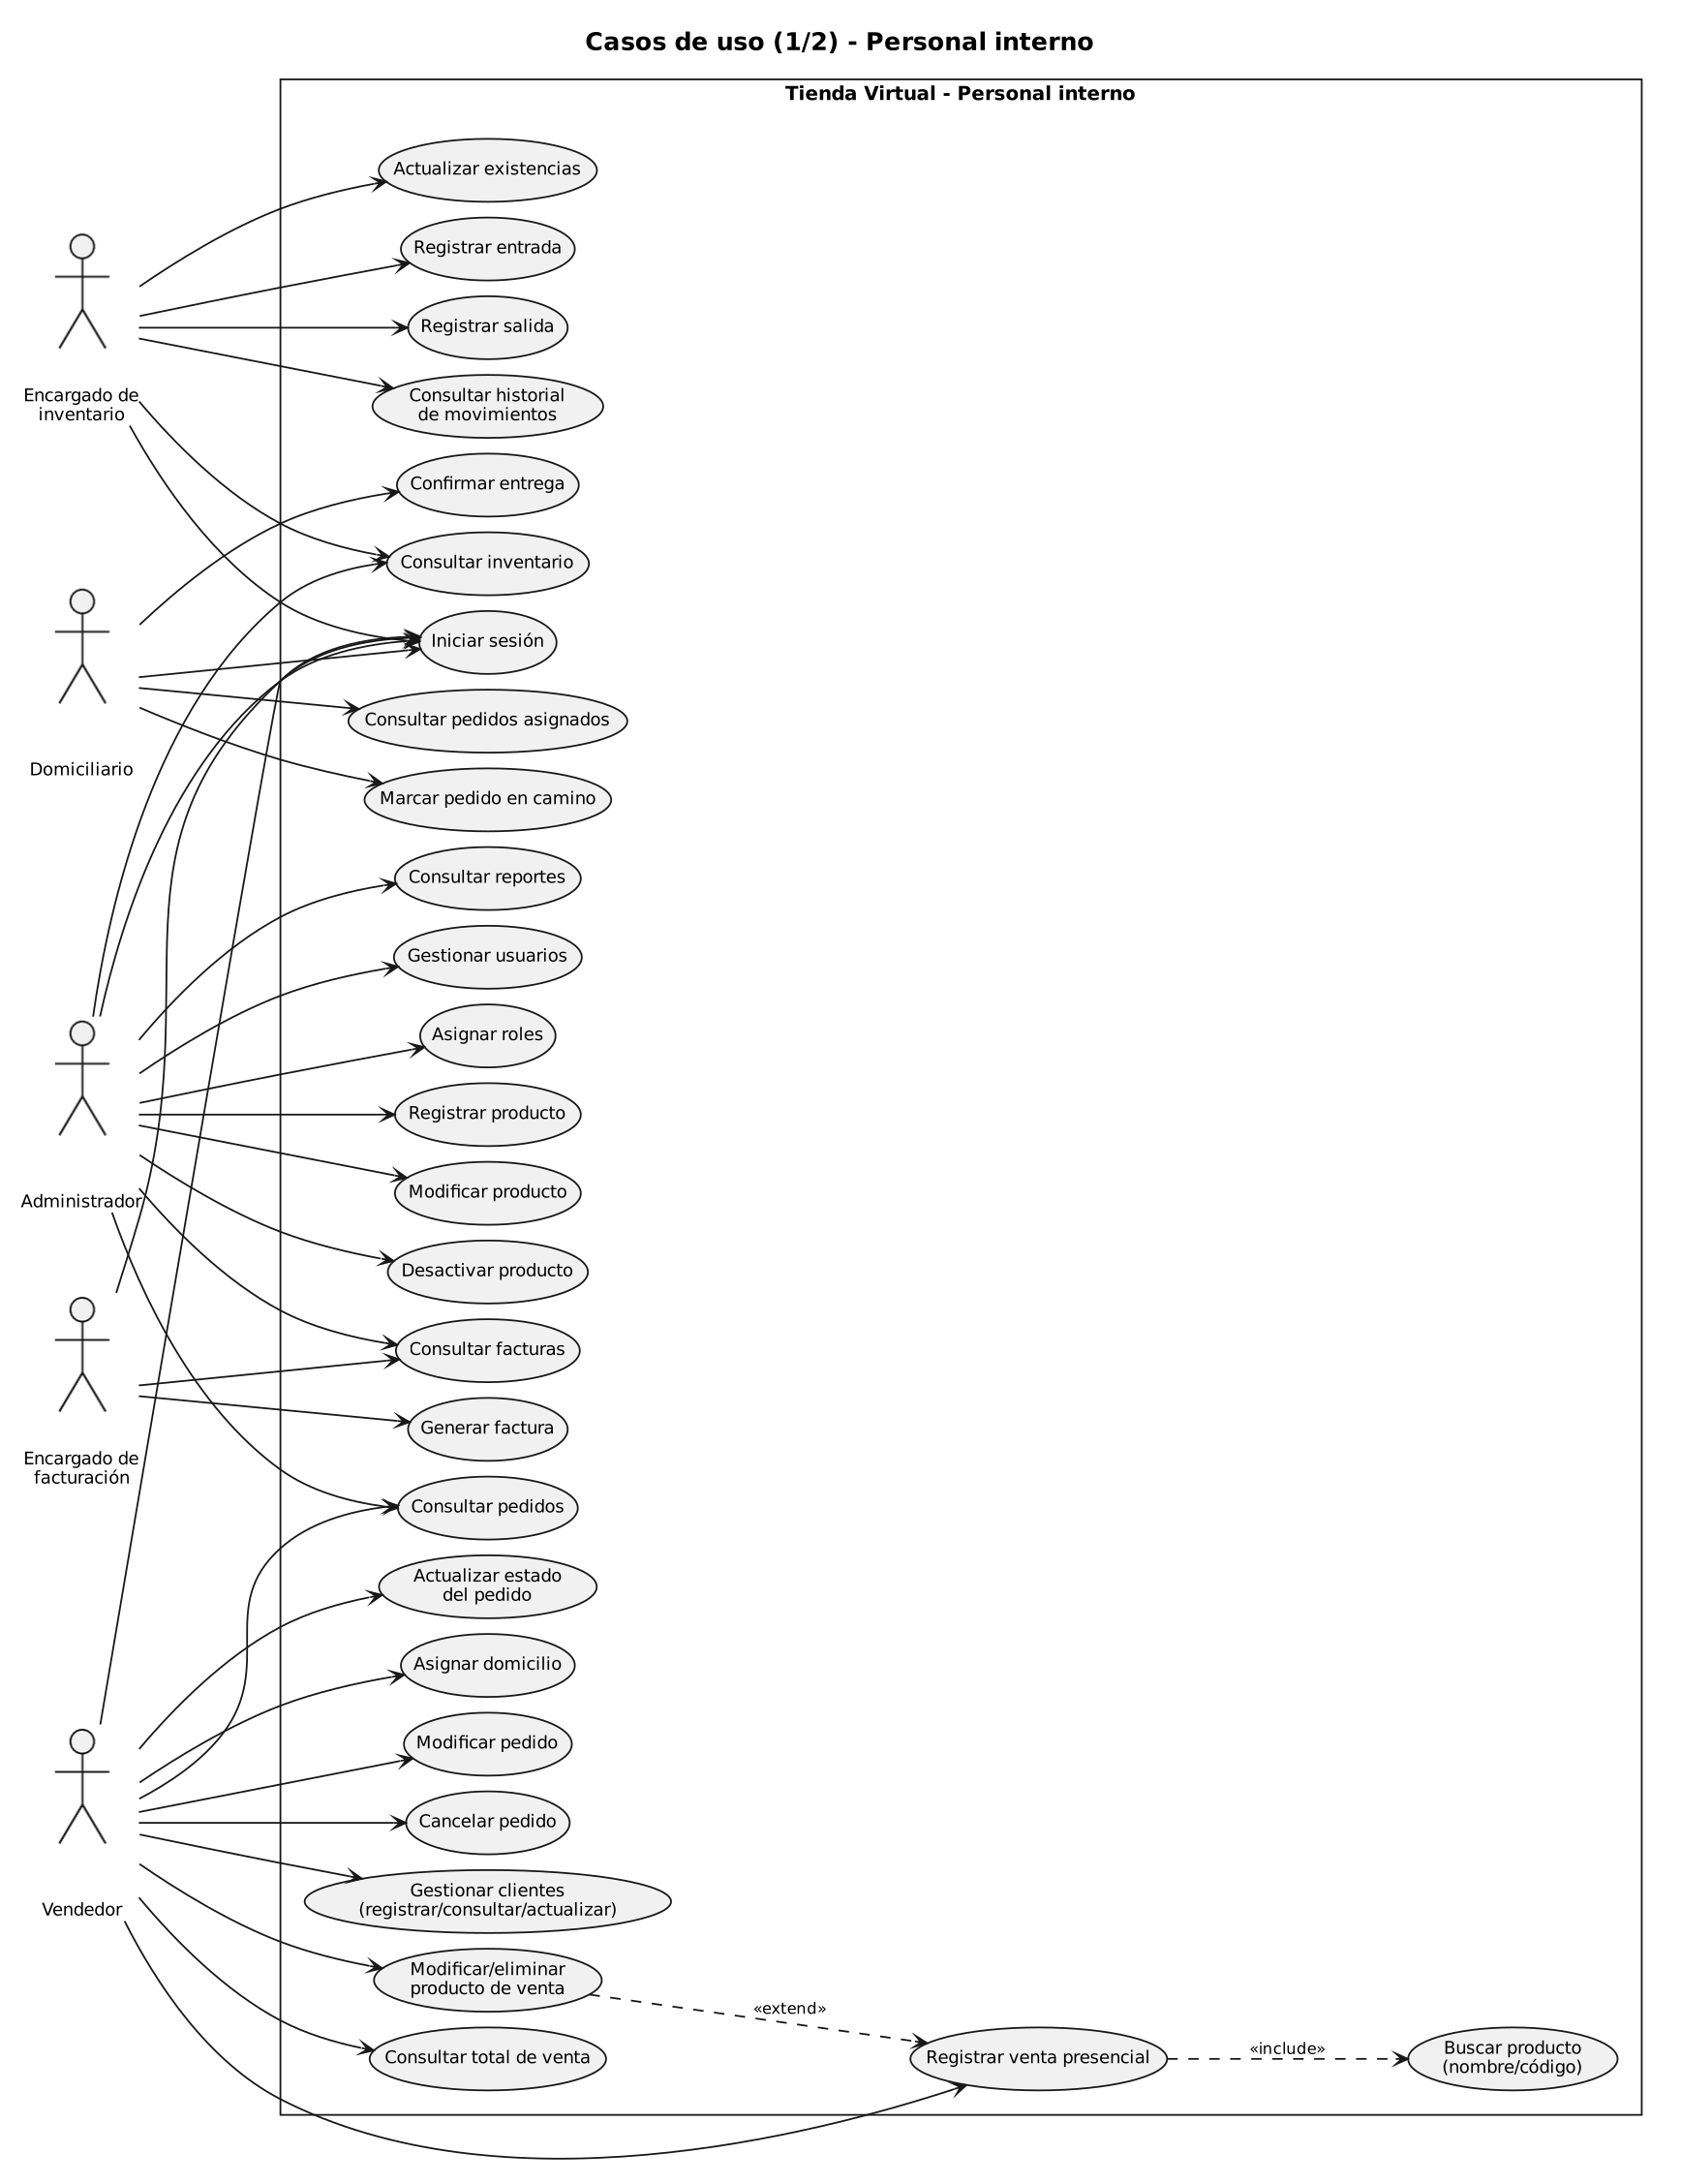 Casos de uso (1/2) - Personal interno
Tienda Virtual - Personal interno
Actualizar existencias
Registrar entrada
Registrar salida
Consultar historial
de movimientos
Encargado de
inventario
Confirmar entrega
Consultar inventario
Iniciar sesión
Consultar pedidos asignados
Domiciliario
Marcar pedido en camino
Consultar reportes
Gestionar usuarios
Asignar roles
Registrar producto
Modificar producto
Administrador
Desactivar producto
Consultar facturas
Generar factura
Encargado de
facturación
Consultar pedidos
Actualizar estado
del pedido
Asignar domicilio
Modificar pedido
Cancelar pedido
Gestionar clientes
(registrar/consultar/actualizar)
Vendedor
Modificar/eliminar
producto de venta
«extend»
Consultar total de venta
Registrar venta presencial
«include»
Buscar producto
(nombre/código)